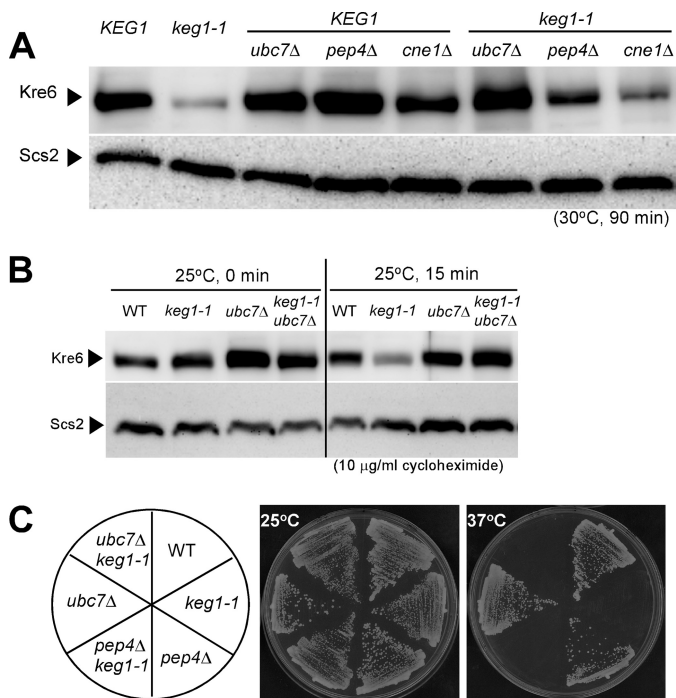 A
KEG1 keg1-1 KEG1 keg1-1
ubc7Δ pep4Δ cne1Δ ubc7Δ pep4Δ cne1Δ
Kre6
Scs2
(30°C, 90 min)
B
25°C, 0 min 25°C, 15 min
WT keg1-1 ubc7Δ keg1-1 ubc7Δ WT keg1-1 ubc7Δ keg1-1 ubc7Δ
Kre6
Scs2
(10 μg/ml cycloheximide)
C
ubc7Δ
keg1-1
WT
ubc7Δ
keg1-1
pep4Δ
keg1-1
pep4Δ
25°C
37°C